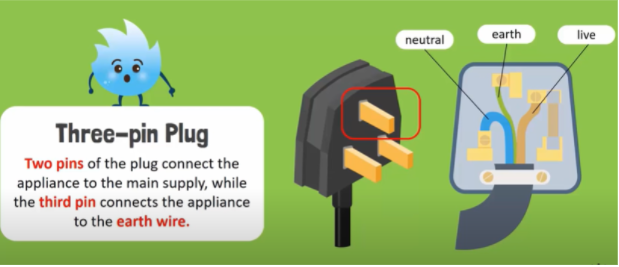 neutral
earth
live
Three-pin Plug
Two pins of the plug connect the
appliance to the main supply, while
the third pin connects the appliance
to the earth wire.